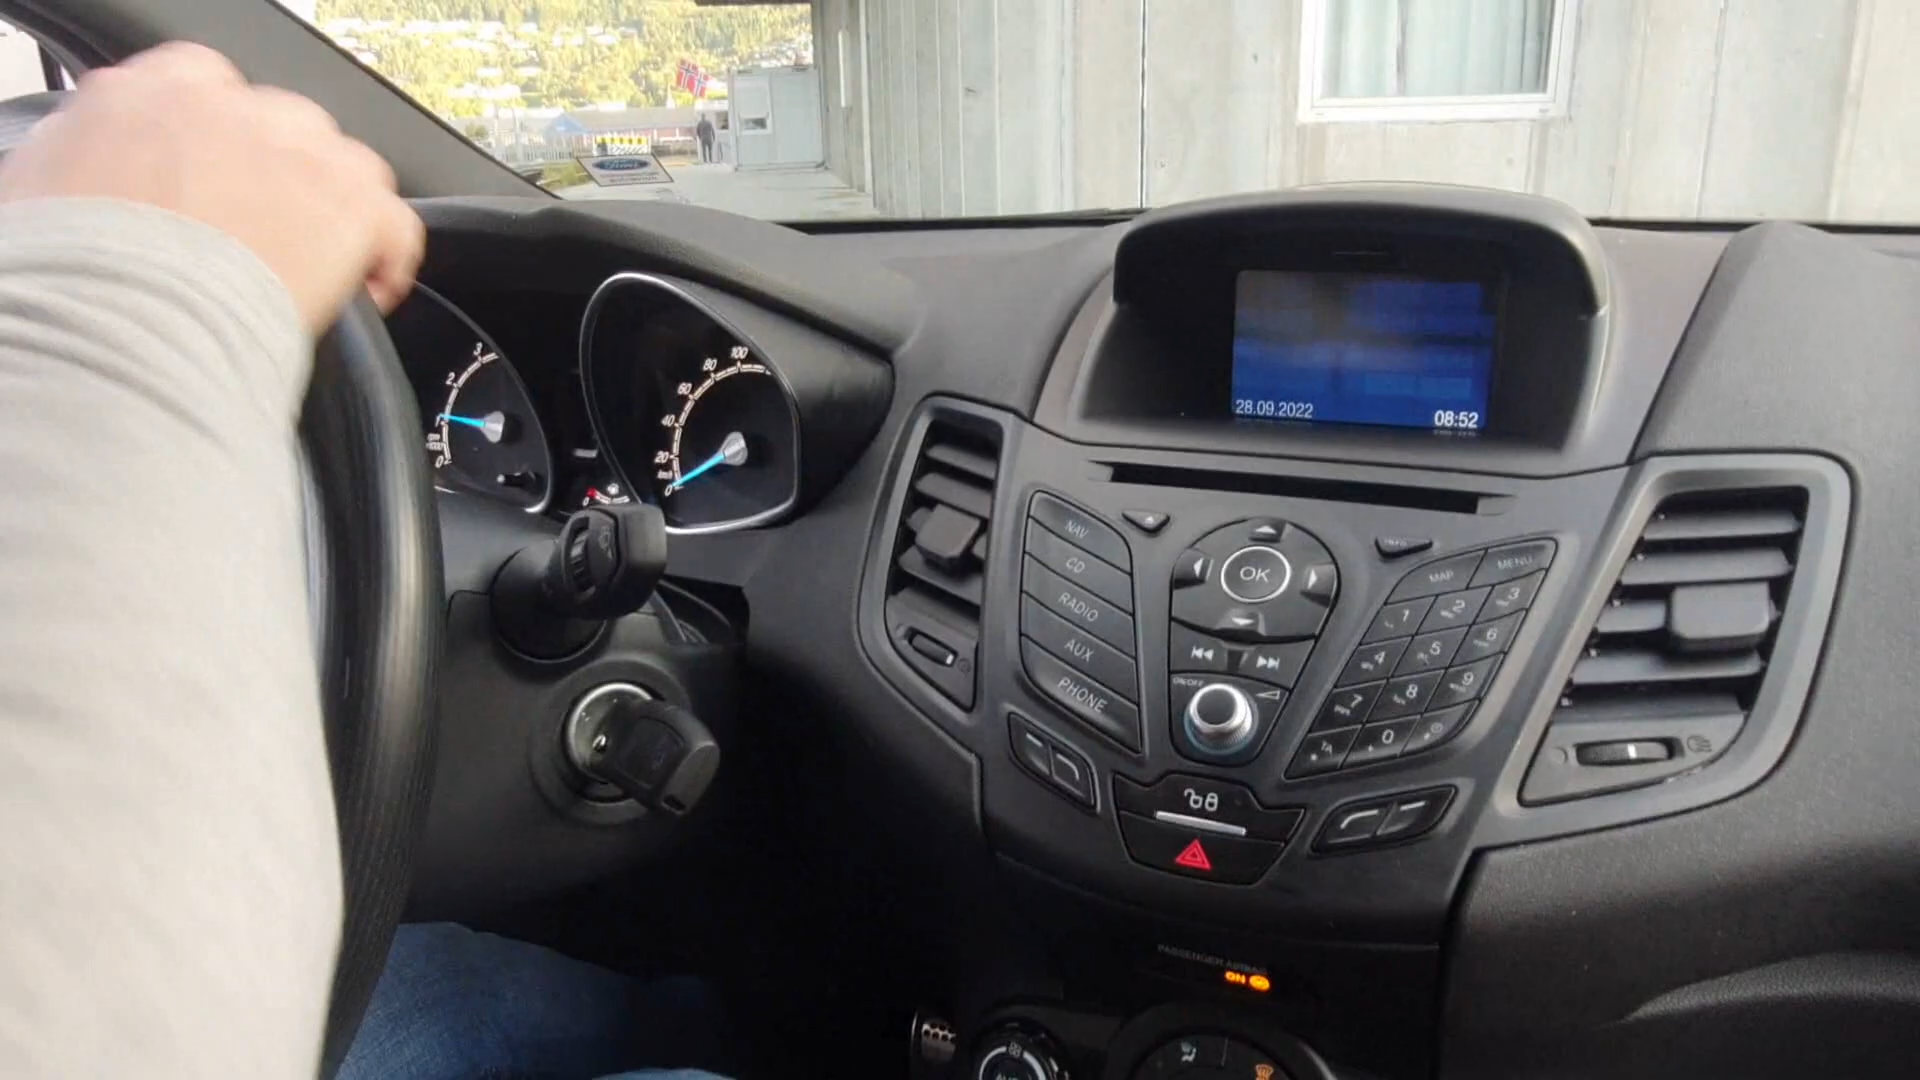 3
2
1
0
100
80
60
40
20
km/h
0
28.09.2022
08:52
NAV
CD
RADIO
AUX
PHONE
OK
ON/OFF
MAP
MENU
1
2
3
4
5
6
7
8
9
TA
0
PASSENGER AIRBAG
ON